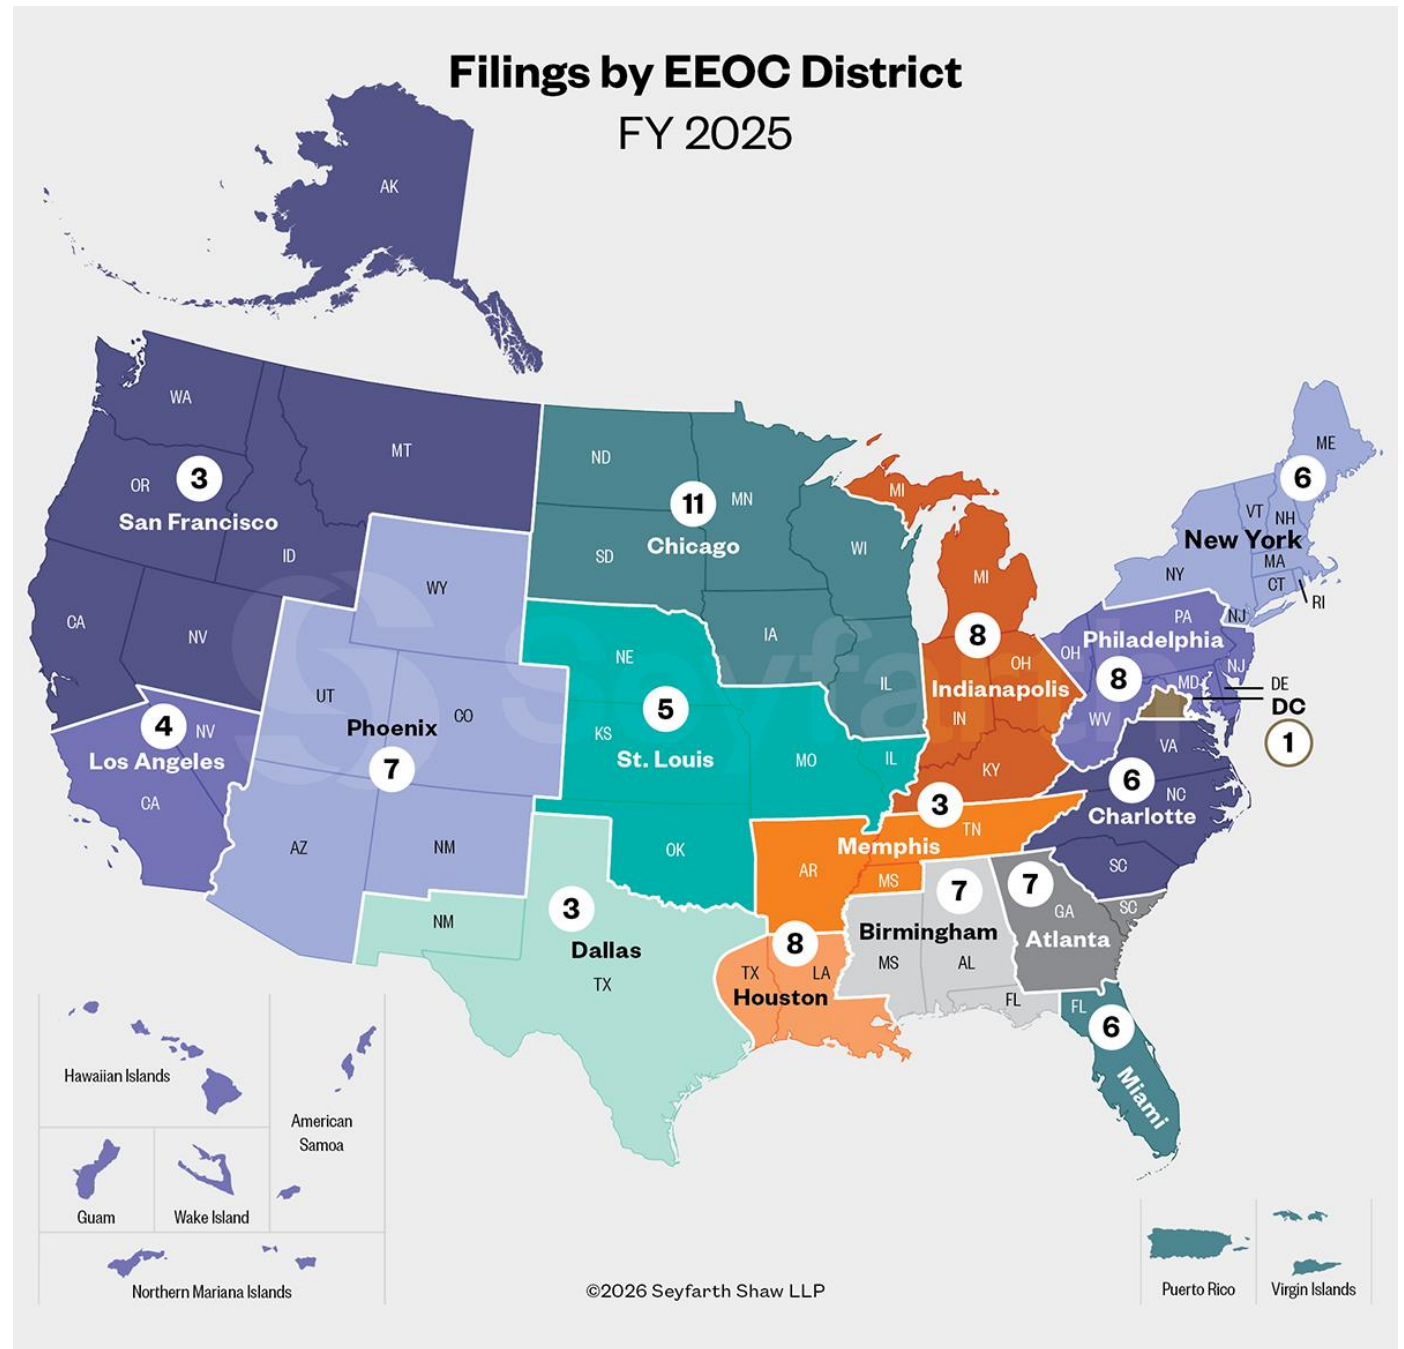 Filings by EEOC District
FY 2025
AK
WA
MT
OR
3
San Francisco
ID
CA
NV
4
NV
Los Angeles
CA
WY
UT
CO
Phoenix
7
AZ
NM
ND
MN
11
Chicago
SD
WI
IA
IL
NE
5
KS
St. Louis
MO
IL
OK
MI
MI
8
OH
Indianapolis
IN
KY
ME
6
VT
NH
New York
MA
NY
CT
RI
PA
NJ
Philadelphia
OH
8
NJ
MD
DE
DC
1
WV
VA
6
NC
Charlotte
SC
3
TN
Memphis
AR
MS
NM
3
Dallas
TX
8
TX
LA
Houston
7
Birmingham
MS
AL
FL
7
GA
SC
Atlanta
FL
6
Miami
Seyfarth
Hawaiian Islands
American
Samoa
Guam
Wake Island
Northern Mariana Islands
©2026 Seyfarth Shaw LLP
Puerto Rico
Virgin Islands